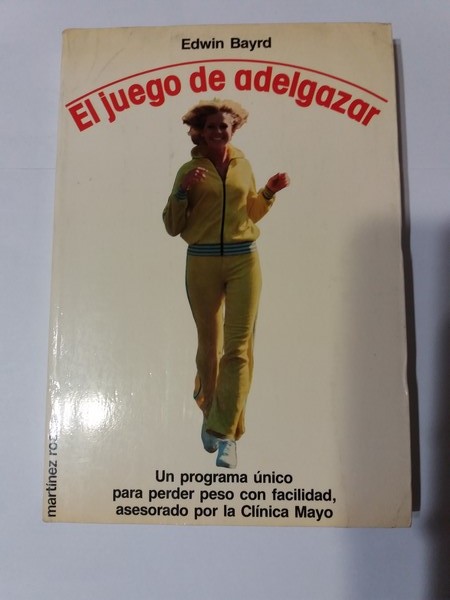 Edwin Bayrd
El juego de adelgazar
Un programa único
para perder peso con facilidad,
asesorado por la Clínica Mayo
martínez